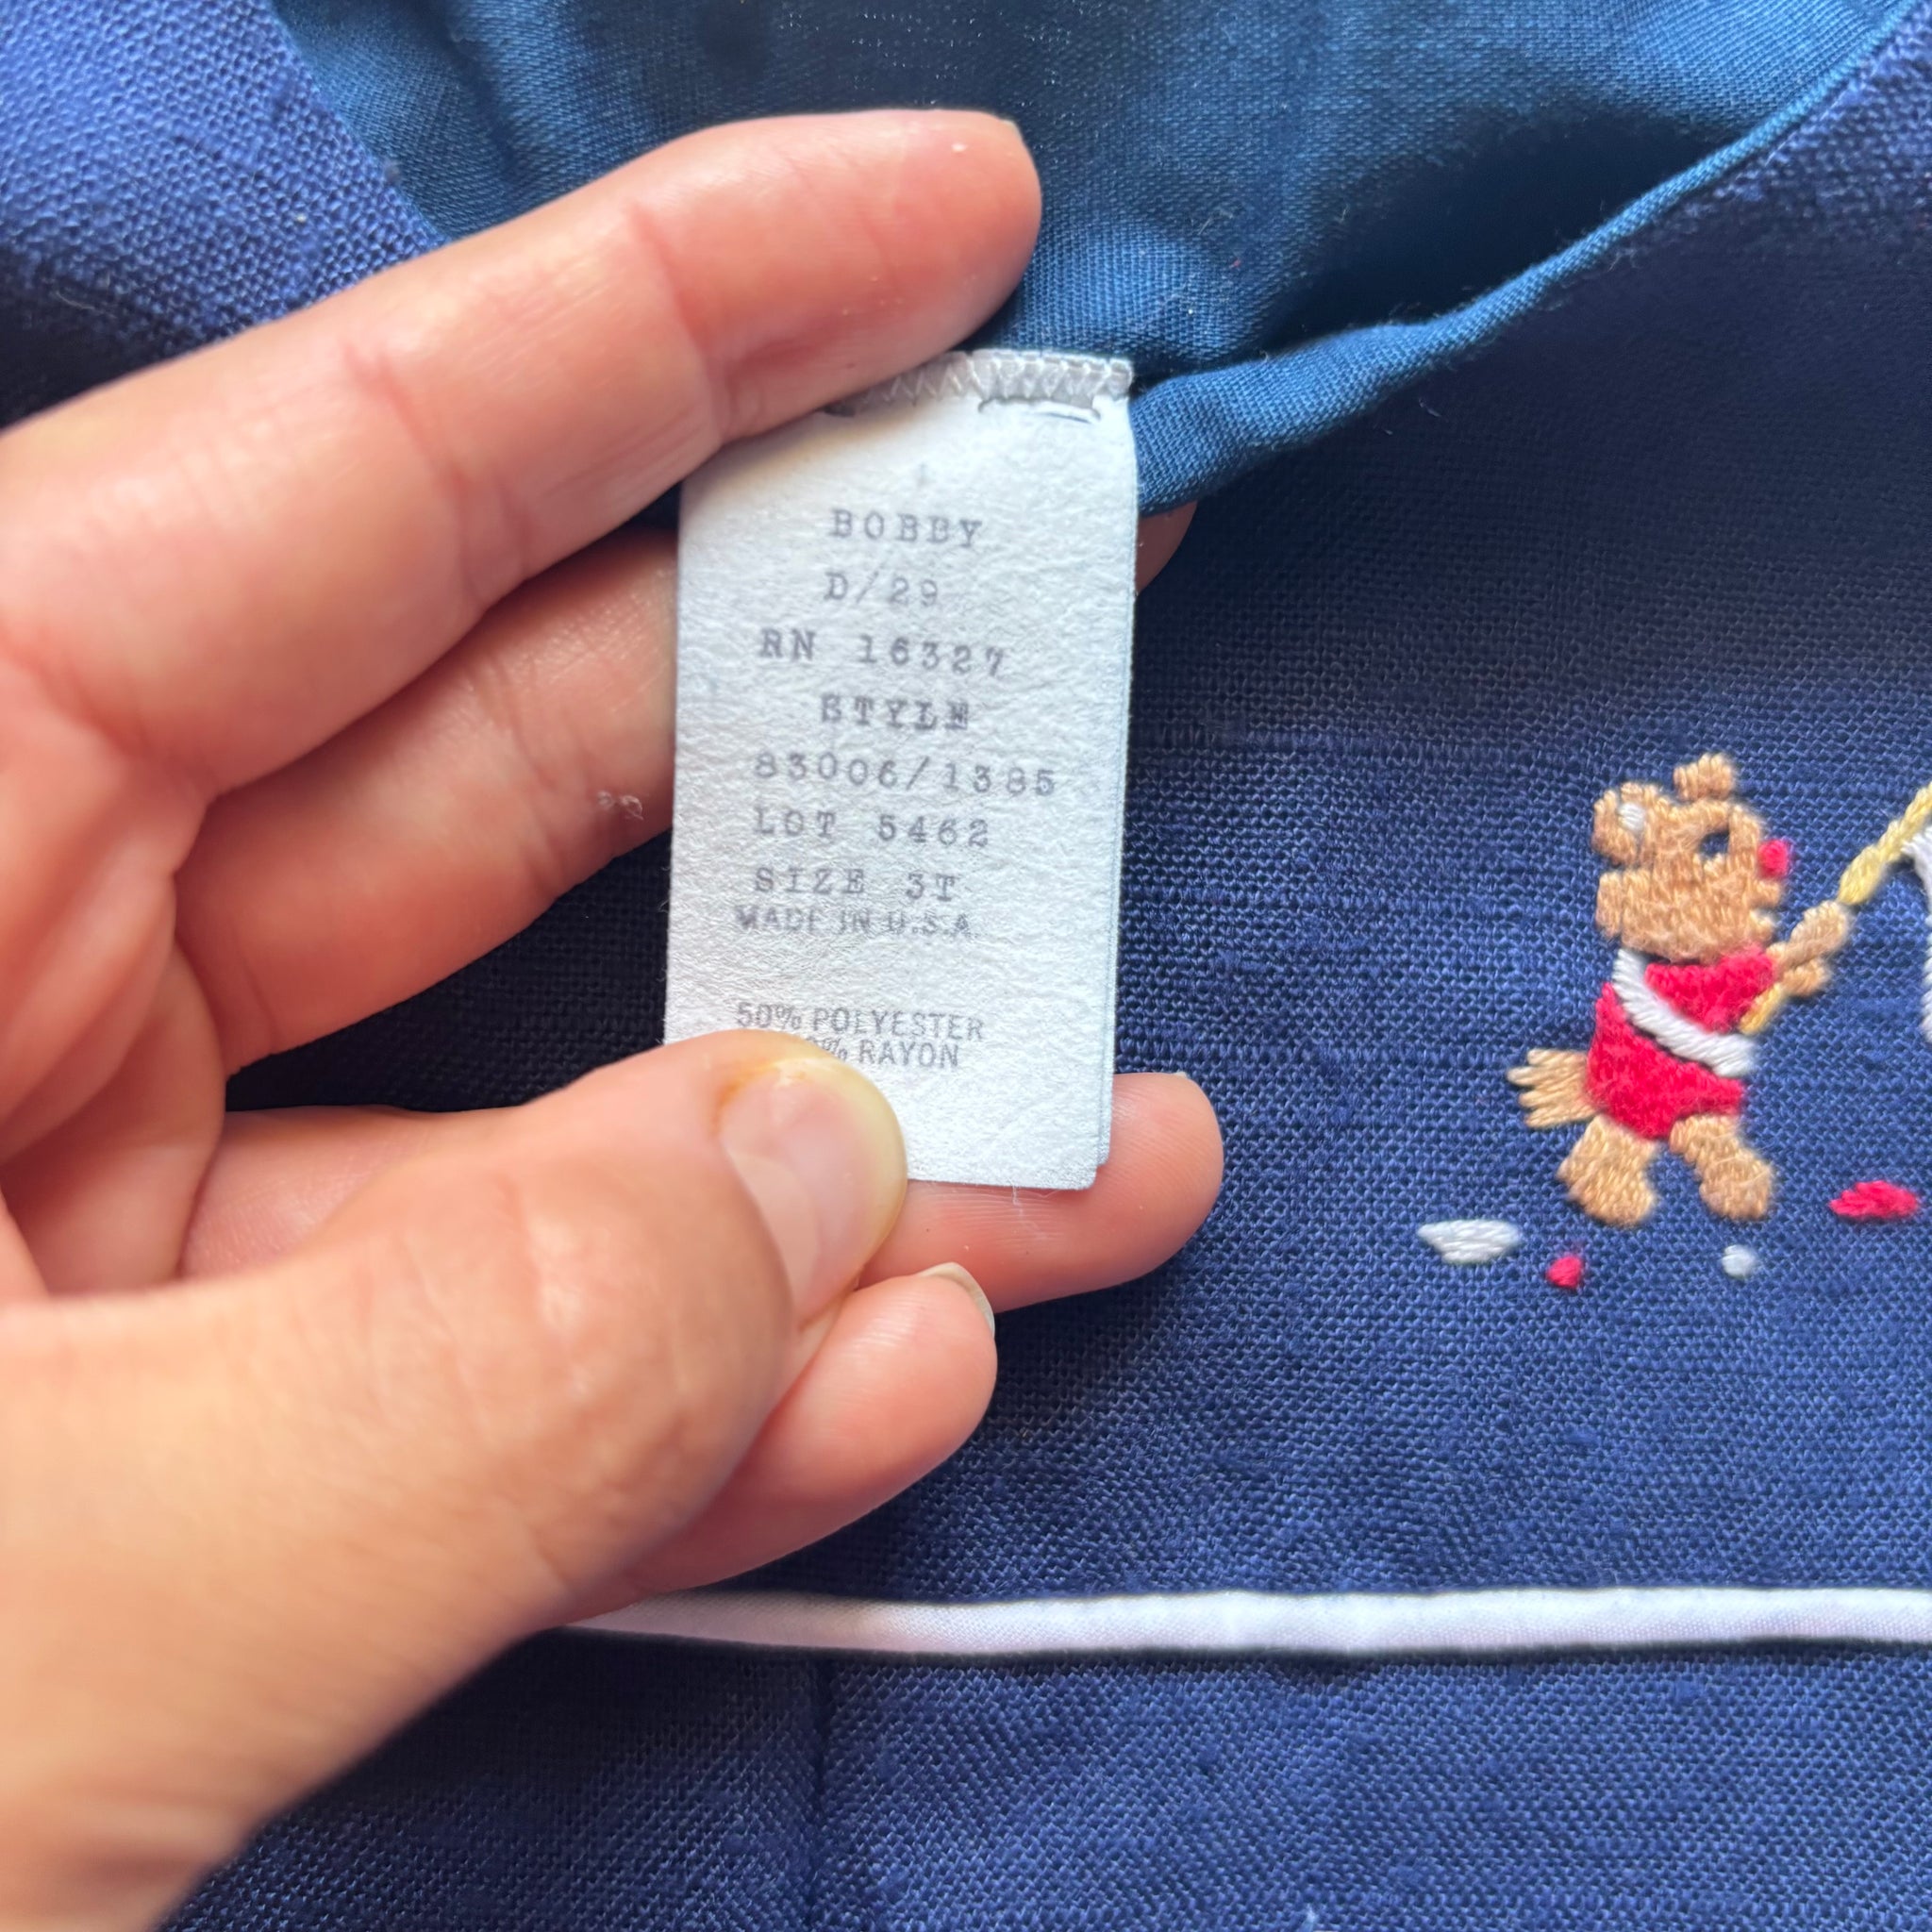 BOBBY
D/29
RN 16327
STYLE
83006/1385
LOT 5462
SIZE 3T
MADE IN U.S.A.
50% POLYESTER
% RAYON